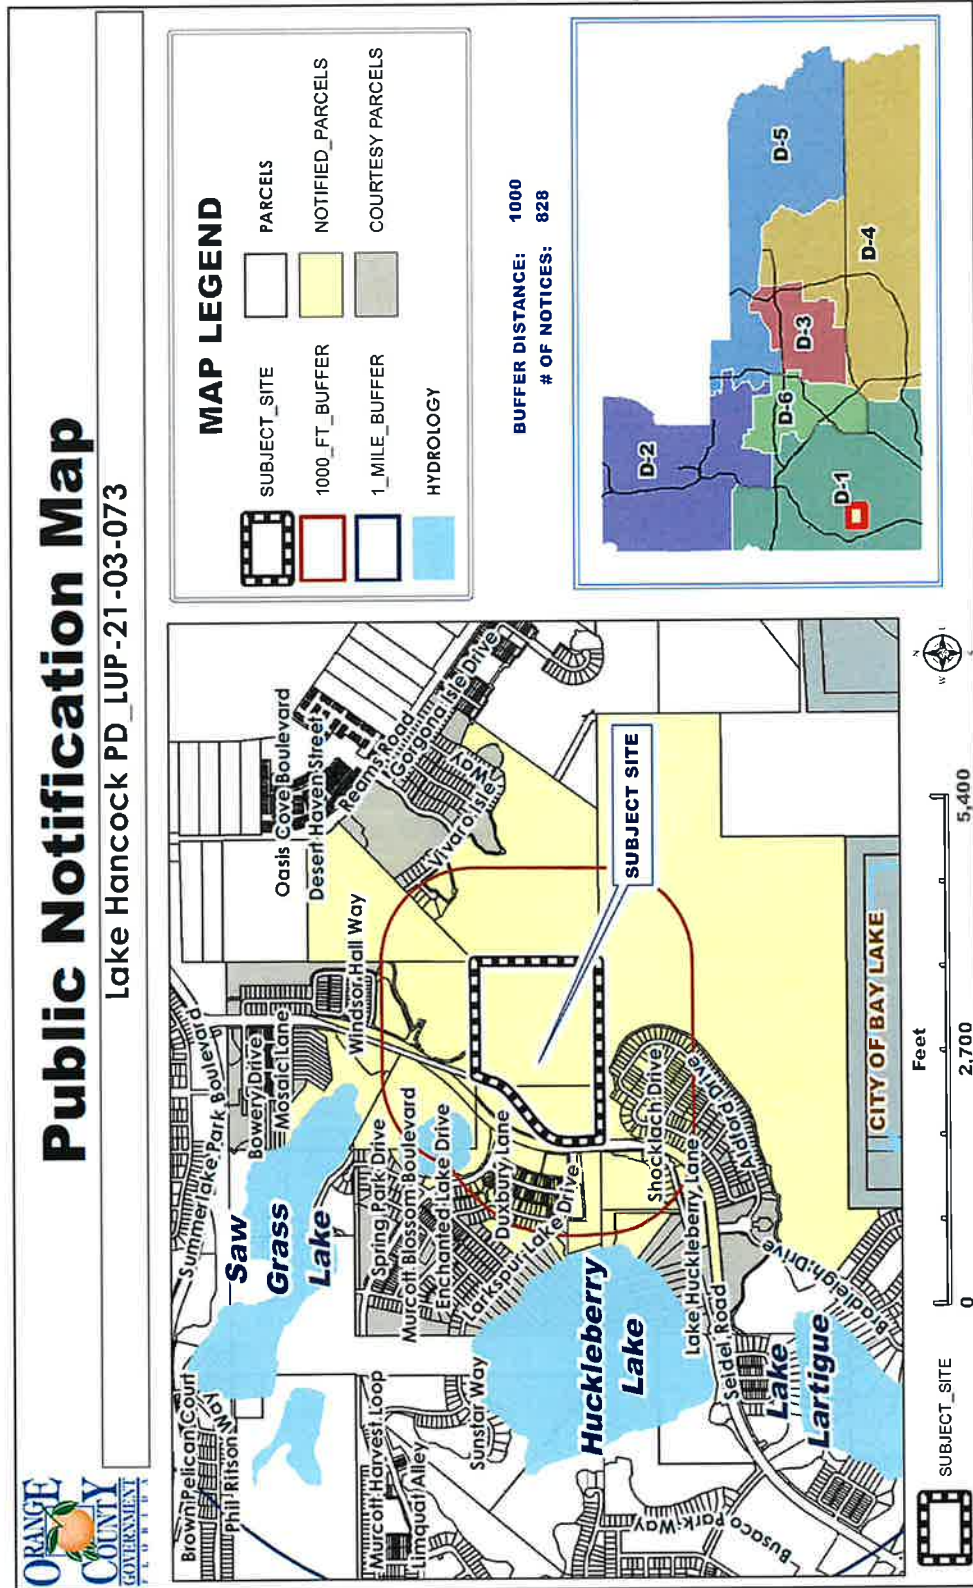 ORANGE
COUNTY
GOVERNMENT
FLORIDA
Public Notification Map
Lake Hancock PD_LUP-21-03-073
Brown Pelican Court
Phil Ritson Way
Summerlake Park Boulevard
Saw
Grass
Lake
Bowery Drive
Mosaic Lane
Windsor Hall Way
Oasis Cove Boulevard
Desert Haven Street
Reams Road
Gorgona Isle Drive
Vivaro Isle Way
Murcott Harvest Loop
Limquar Alley
Sunstar Way
Spring Park Drive
Murcott Blossom Boulevard
Enchanted Lake Drive
Duxbury Lane
Larkspur Lake Drive
Huckleberry
Lake
SUBJECT SITE
Shocklach Drive
Lake Huckleberry Lane
Aldford Drive
Seidel Road
Busaco Park Way
Lake
Lartigue
Bradleigh Drive
CITY OF BAY LAKE
MAP LEGEND
SUBJECT_SITE
1000_FT_BUFFER
1_MILE_BUFFER
HYDROLOGY
PARCELS
NOTIFIED_PARCELS
COURTESY PARCELS
BUFFER DISTANCE: 1000
# OF NOTICES: 828
D-2
D-5
D-6
D-3
D-1
D-4
SUBJECT_SITE
Feet
0 2,700 5,400
N
W